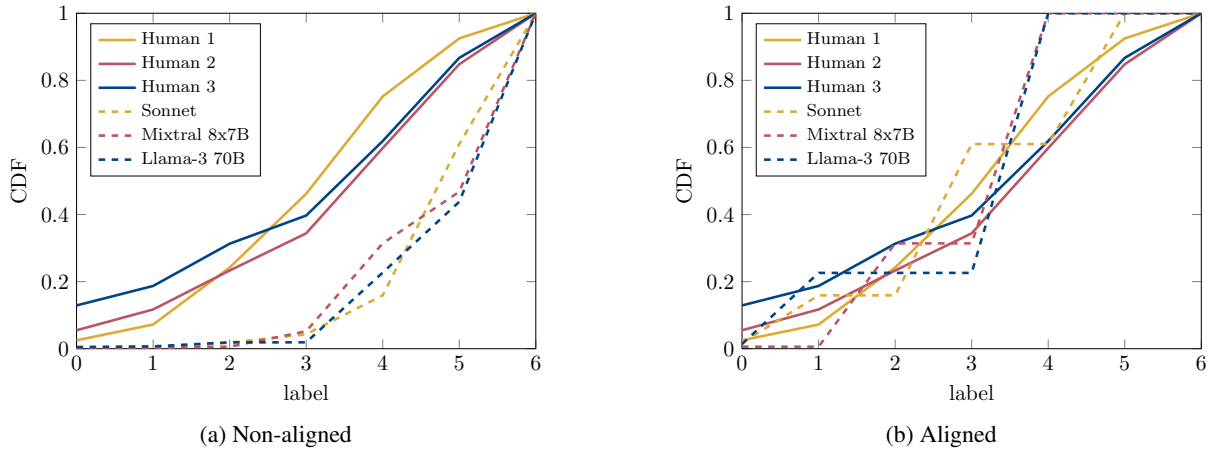 1
0.8
0.6
0.4
0.2
0
CDF
0 1 2 3 4 5 6
label
Human 1
Human 2
Human 3
Sonnet
Mixtral 8x7B
Llama-3 70B
(a) Non-aligned
1
0.8
0.6
0.4
0.2
0
CDF
0 1 2 3 4 5 6
label
Human 1
Human 2
Human 3
Sonnet
Mixtral 8x7B
Llama-3 70B
(b) Aligned